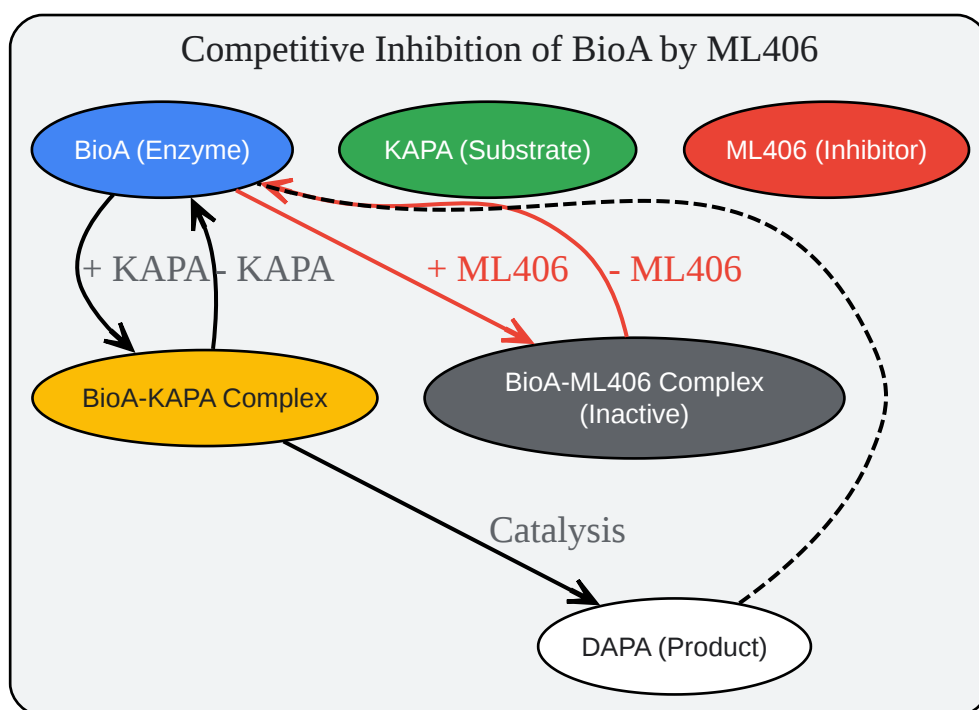 Competitive Inhibition of BioA by ML406
BioA (Enzyme)
KAPA (Substrate)
ML406 (Inhibitor)
+ KAPA
- KAPA
+ ML406
- ML406
BioA-KAPA Complex
BioA-ML406 Complex
(Inactive)
Catalysis
DAPA (Product)